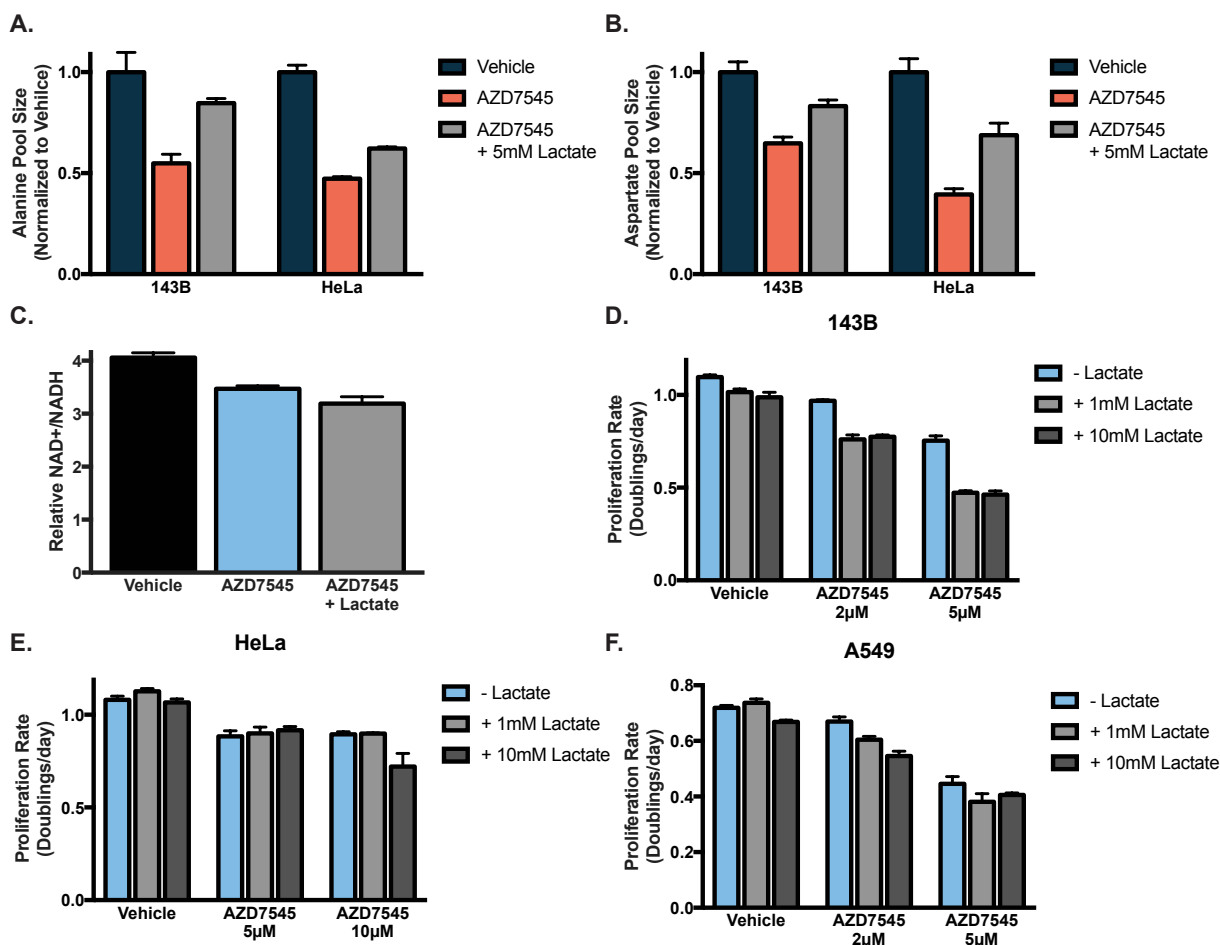 A.
Alanine Pool Size
(Normalized to Vehiilce)
1.0
0.5
0.0
143B
HeLa
Vehicle
AZD7545
AZD7545
+ 5mM Lactate
B.
Aspartate Pool Size
(Normalized to Vehicle)
1.0
0.5
0.0
143B
HeLa
Vehicle
AZD7545
AZD7545
+ 5mM Lactate
C.
Relative NAD+/NADH
4
3
2
1
0
Vehicle
AZD7545
AZD7545
+ Lactate
D.
143B
Proliferation Rate
(Doublings/day)
1.0
0.5
0.0
Vehicle
AZD7545
2μM
AZD7545
5μM
- Lactate
+ 1mM Lactate
+ 10mM Lactate
E.
HeLa
Proliferation Rate
(Doublings/day)
1.0
0.5
0.0
Vehicle
AZD7545
5μM
AZD7545
10μM
- Lactate
+ 1mM Lactate
+ 10mM Lactate
F.
A549
Proliferation Rate
(Doublings/day)
0.8
0.6
0.4
0.2
0.0
Vehicle
AZD7545
2μM
AZD7545
5μM
- Lactate
+ 1mM Lactate
+ 10mM Lactate